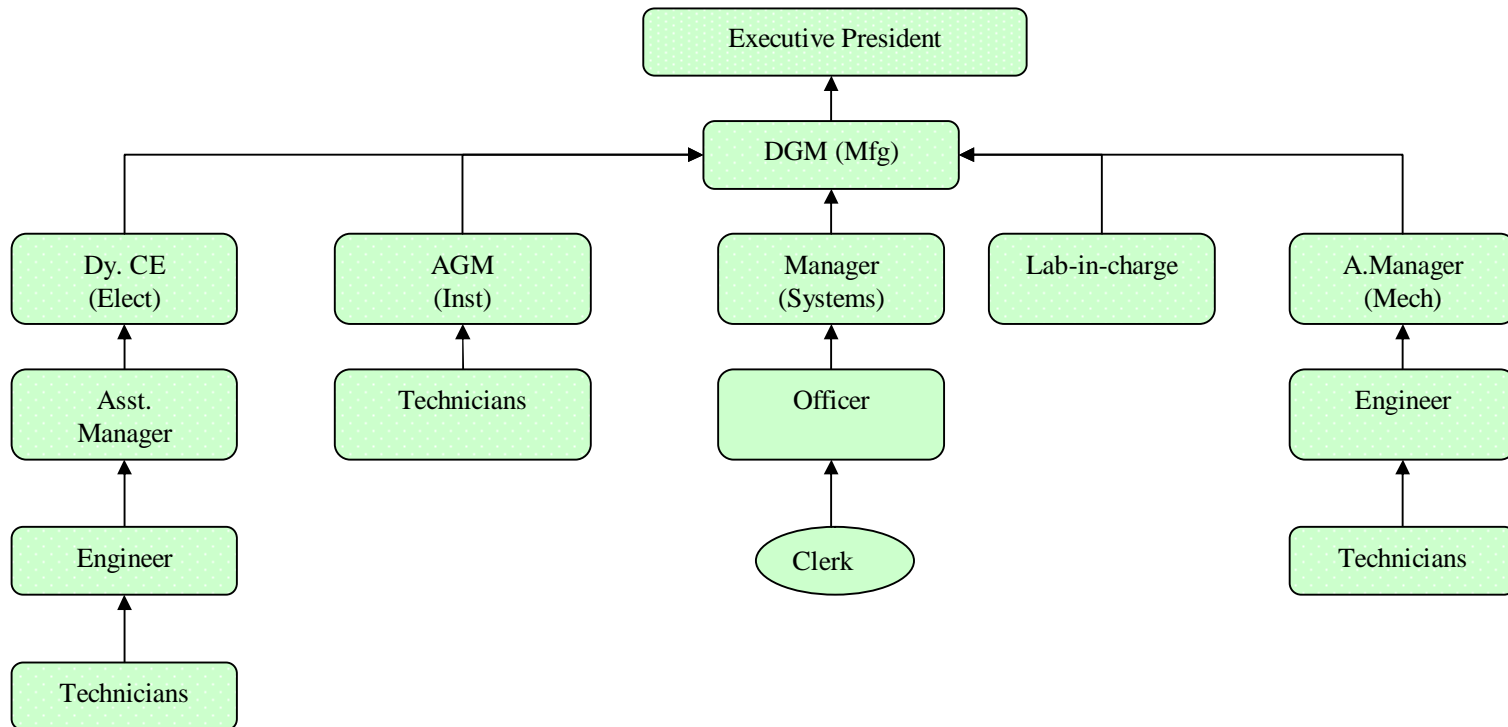 Executive President
DGM (Mfg)
Dy. CE
(Elect)
AGM
(Inst)
Manager
(Systems)
Lab-in-charge
A.Manager
(Mech)
Asst.
Manager
Technicians
Officer
Engineer
Engineer
Clerk
Technicians
Technicians